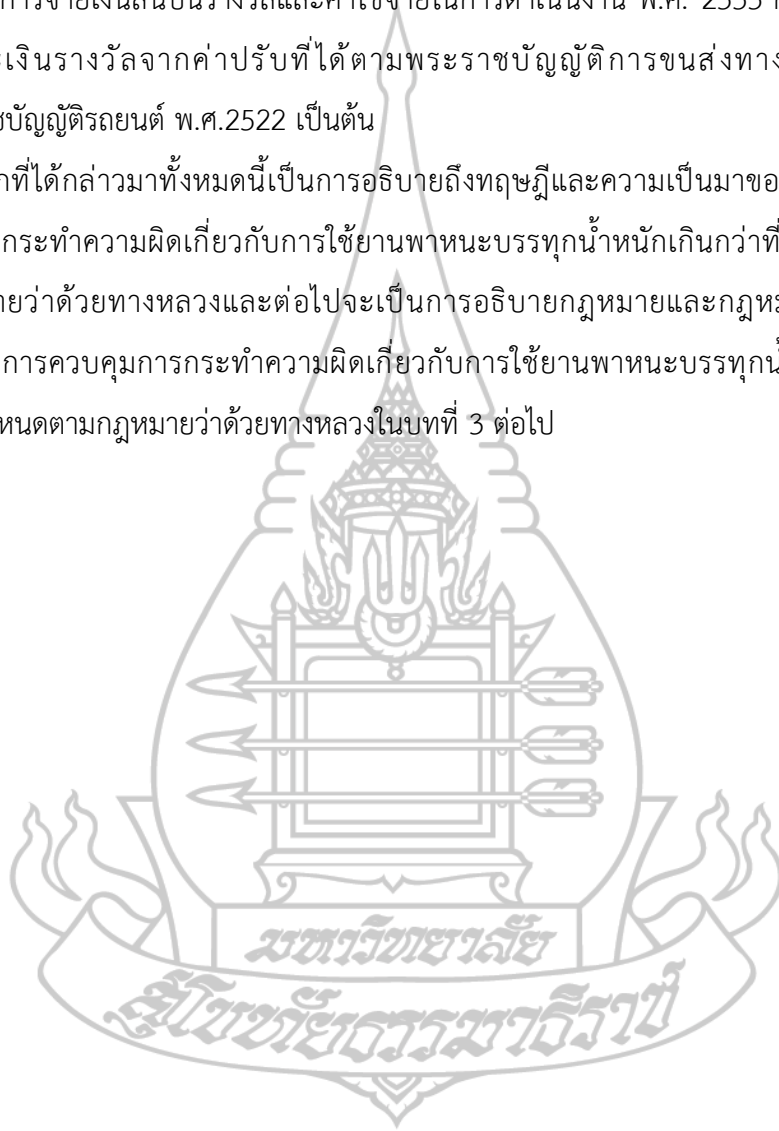 การจ่ายเงินสินบนรางวัลและค่าใช้จ่ายในการดำเนินงาน พ.ศ. 2555
เงินรางวัลจากค่าปรับที่ได้ตามพระราชบัญญัติการขนส่งทาง
ชบัญญัติรถยนต์ พ.ศ.2522 เป็นต้น
กที่ได้กล่าวมาทั้งหมดนี้เป็นการอธิบายถึงทฤษฎีและความเป็นมาขอ
กระทำความผิดเกี่ยวกับการใช้ยานพาหนะบรรทุกน้ำหนักเกินกว่าที่
ายว่าด้วยทางหลวงและต่อไปจะเป็นการอธิบายกฎหมายและกฎห
การควบคุมการกระทำความผิดเกี่ยวกับการใช้ยานพาหนะบรรทุกน้
หนดตามกฎหมายว่าด้วยทางหลวงในบทที่ 3 ต่อไป
มหาวิทยาลัย
สุโขทัยธรรมาธิราช